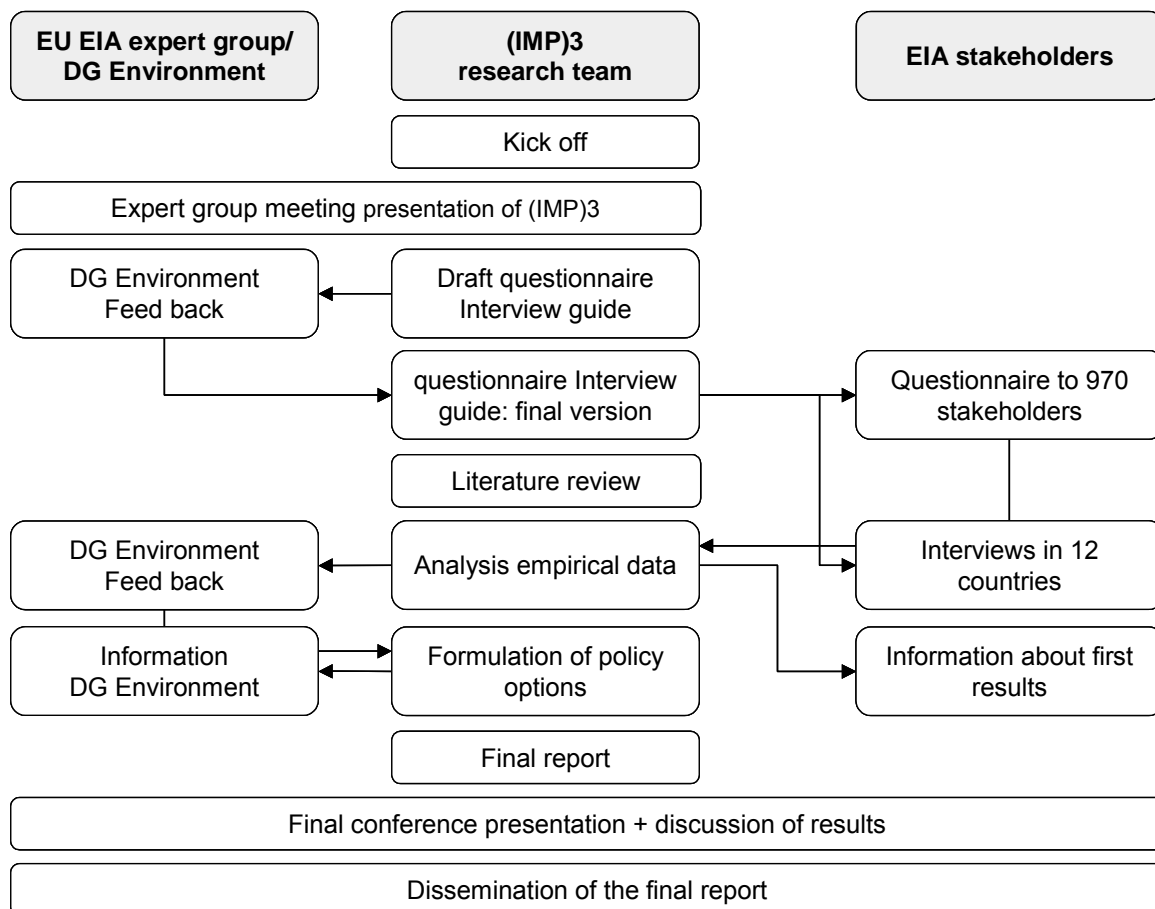 EU EIA expert group/
DG Environment
(IMP)3
research team
EIA stakeholders
Kick off
Expert group meeting presentation of (IMP)3
DG Environment
Feed back
Draft questionnaire
Interview guide
questionnaire Interview
guide: final version
Questionnaire to 970
stakeholders
Literature review
DG Environment
Feed back
Analysis empirical data
Interviews in 12
countries
Information
DG Environment
Formulation of policy
options
Information about first
results
Final report
Final conference presentation + discussion of results
Dissemination of the final report